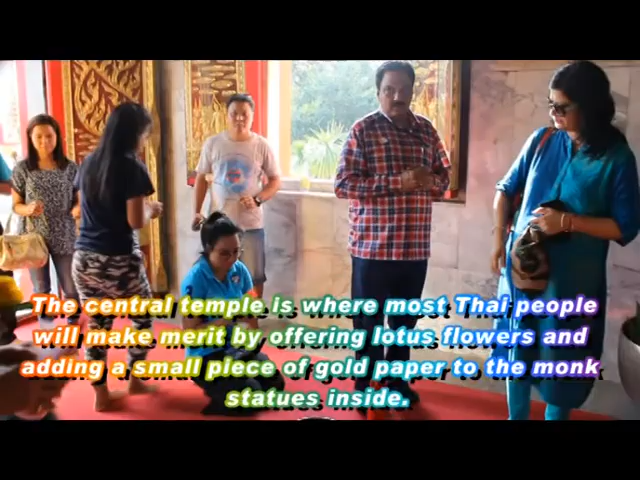 The central temple is where most Thai people
will make merit by offering lotus flowers and
adding a small piece of gold paper to the monk
statues inside.